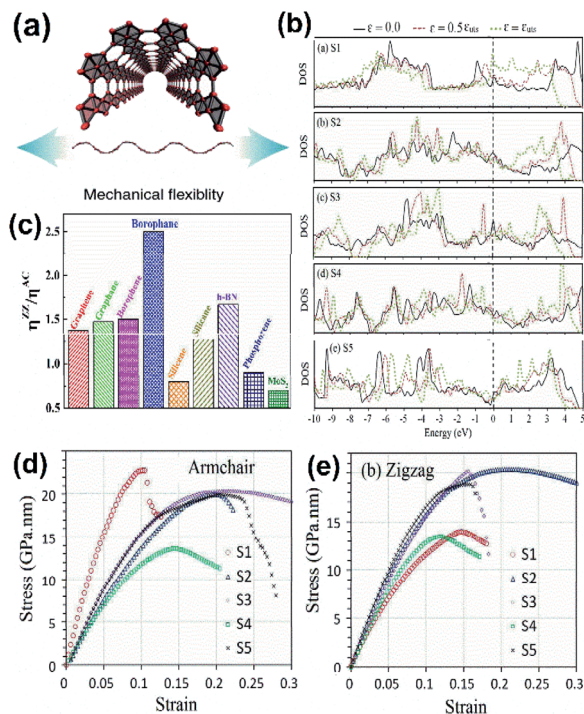 (a)
Mechanical flexiblity
(b)
ε = 0.0
ε = 0.5ε_uts
ε = ε_uts
(a) S1
(b) S2
(c) S3
(d) S4
(e) S5
DOS
DOS
DOS
DOS
DOS
-10 -9 -8 -7 -6 -5 -4 -3 -2 -1 0 1 2 3 4 5
Energy (eV)
(c)
η^ZZ/η^AC
2.5
2.0
1.5
1.0
0.5
Graphene
Graphane
Borophene
Borophane
Silicene
Silicane
h-BN
Phosphorene
MoS2
(d)
Armchair
Stress (GPa.nm)
20
15
10
5
0
S1
S2
S3
S4
S5
0 0.05 0.1 0.15 0.2 0.25 0.3
Strain
(e)
(b) Zigzag
Stress (GPa.nm)
20
15
10
5
0
S1
S2
S3
S4
S5
0 0.05 0.1 0.15 0.2 0.25 0.3
Strain